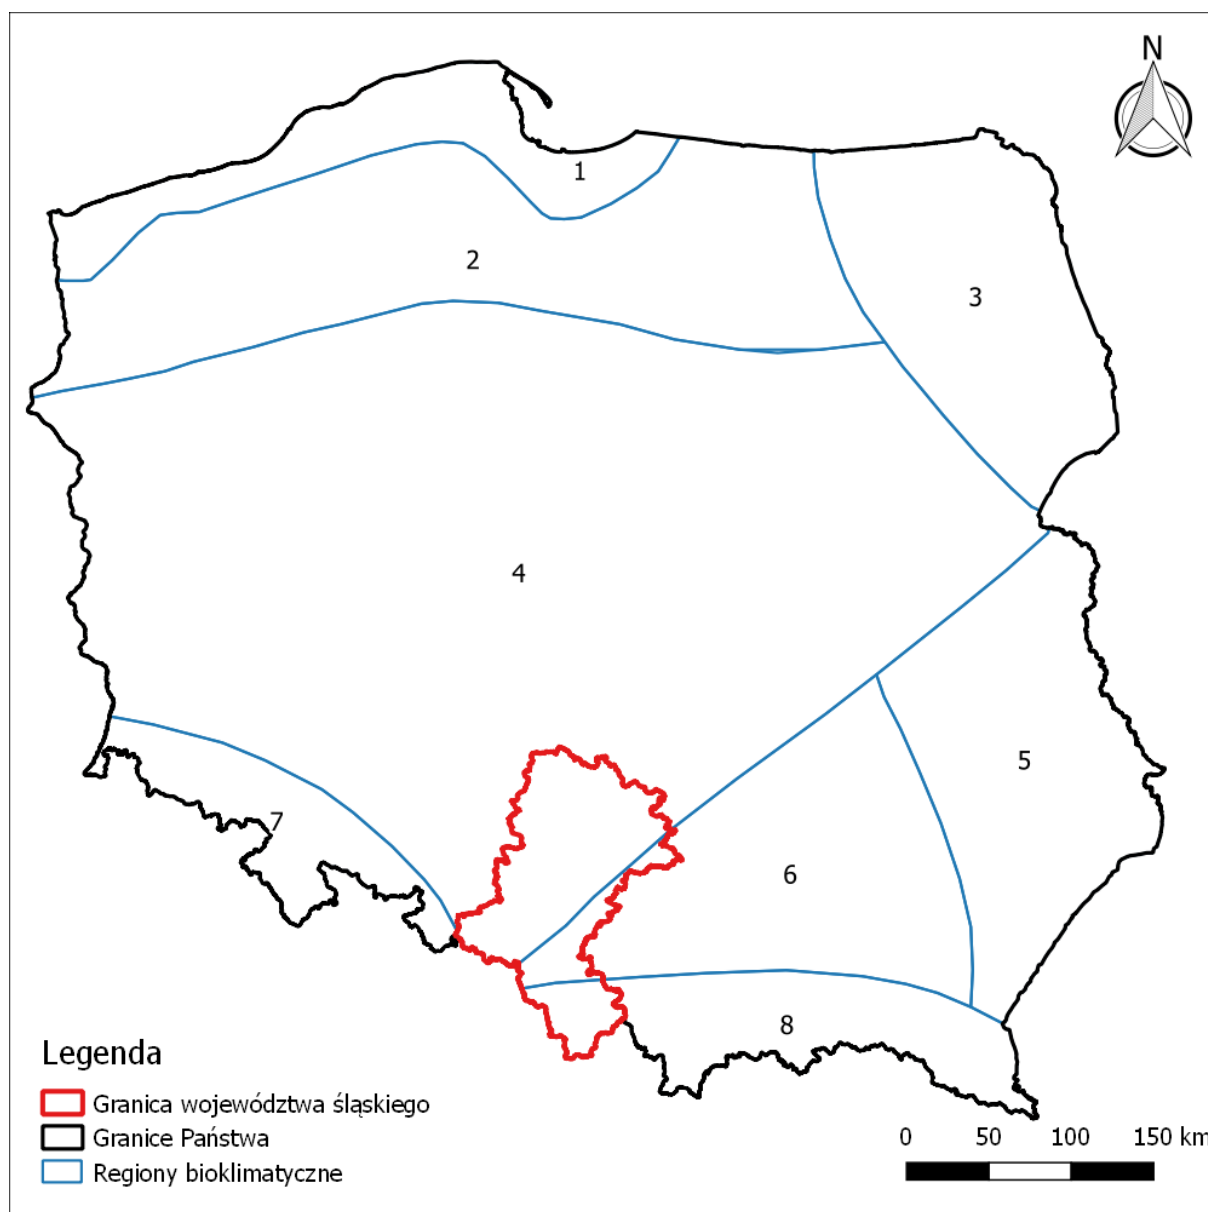 N
1
2
3
4
5
7
6
8
Legenda
Granica województwa śląskiego
Granice Państwa
Regiony bioklimatyczne
0 50 100 150 km